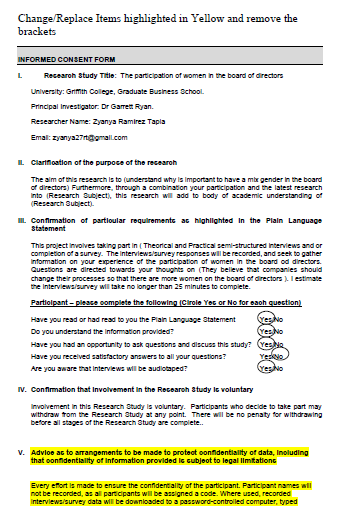 Change/Replace Items highlighted in Yellow and remove the
brackets
INFORMED CONSENT FORM
I. Research Study Title: The participation of women in the board of directors
University: Griffith College, Graduate Business School.
Principal Investigator: Dr Garrett Ryan.
Researcher Name: Zyanya Ramírez Tapia
Email: zyanya27rt@gmail.com
II. Clarification of the purpose of the research
The aim of this research is to (understand why is important to have a mix gender in the board
of directors) Furthermore, through a combination your participation and the latest research
into (Research Subject), this research will add to body of academic understanding of
(Research Subject).
III. Confirmation of particular requirements as highlighted in the Plain Language
Statement
This project involves taking part in ( Theorical and Practical semi-structured interviews and or
completion of a survey. The interviews/survey responses will be recorded, and seek to gather
information on your experience of the participation of women in the board od directors.
Questions are directed towards your thoughts on (They believe that companies should
change their processes so that there are more women on the board of directors ). I estimate
the interviews/survey will take no longer than 25 minutes to complete.
Participant – please complete the following (Circle Yes or No for each question)
Have you read or had read to you the Plain Language Statement Yes/No
Do you understand the information provided? Yes/No
Have you had an opportunity to ask questions and discuss this study? Yes/No
Have you received satisfactory answers to all your questions? Yes/No
Are you aware that interviews will be audiotaped? Yes/No
IV. Confirmation that involvement in the Research Study is voluntary
Involvement in this Research Study is voluntary. Participants who decide to take part may
withdraw from the Research Study at any point. There will be no penalty for withdrawing
before all stages of the Research Study are complete..
V. Advice as to arrangements to be made to protect confidentiality of data, including
that confidentiality of information provided is subject to legal limitations
Every effort is made to ensure the confidentiality of the participant. Participant names will
not be recorded, as all participants will be assigned a code. Where used, recorded
interviews/survey data will be downloaded to a password-controlled computer, typed